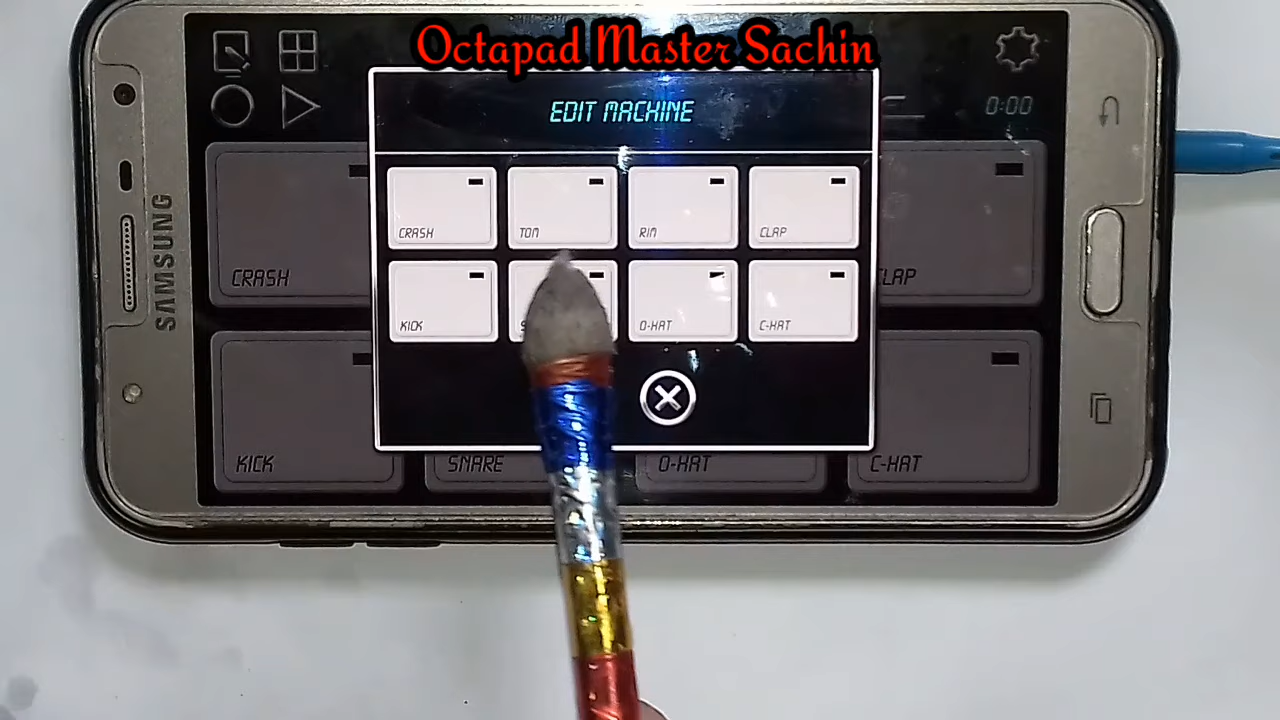 Octapad Master Sachin
EDIT MACHINE
0:00
CRASH TOM RIM CLAP
CRASH
KICK O-HAT C-HAT
KICK SNARE O-HAT C-HAT
SAMSUNG